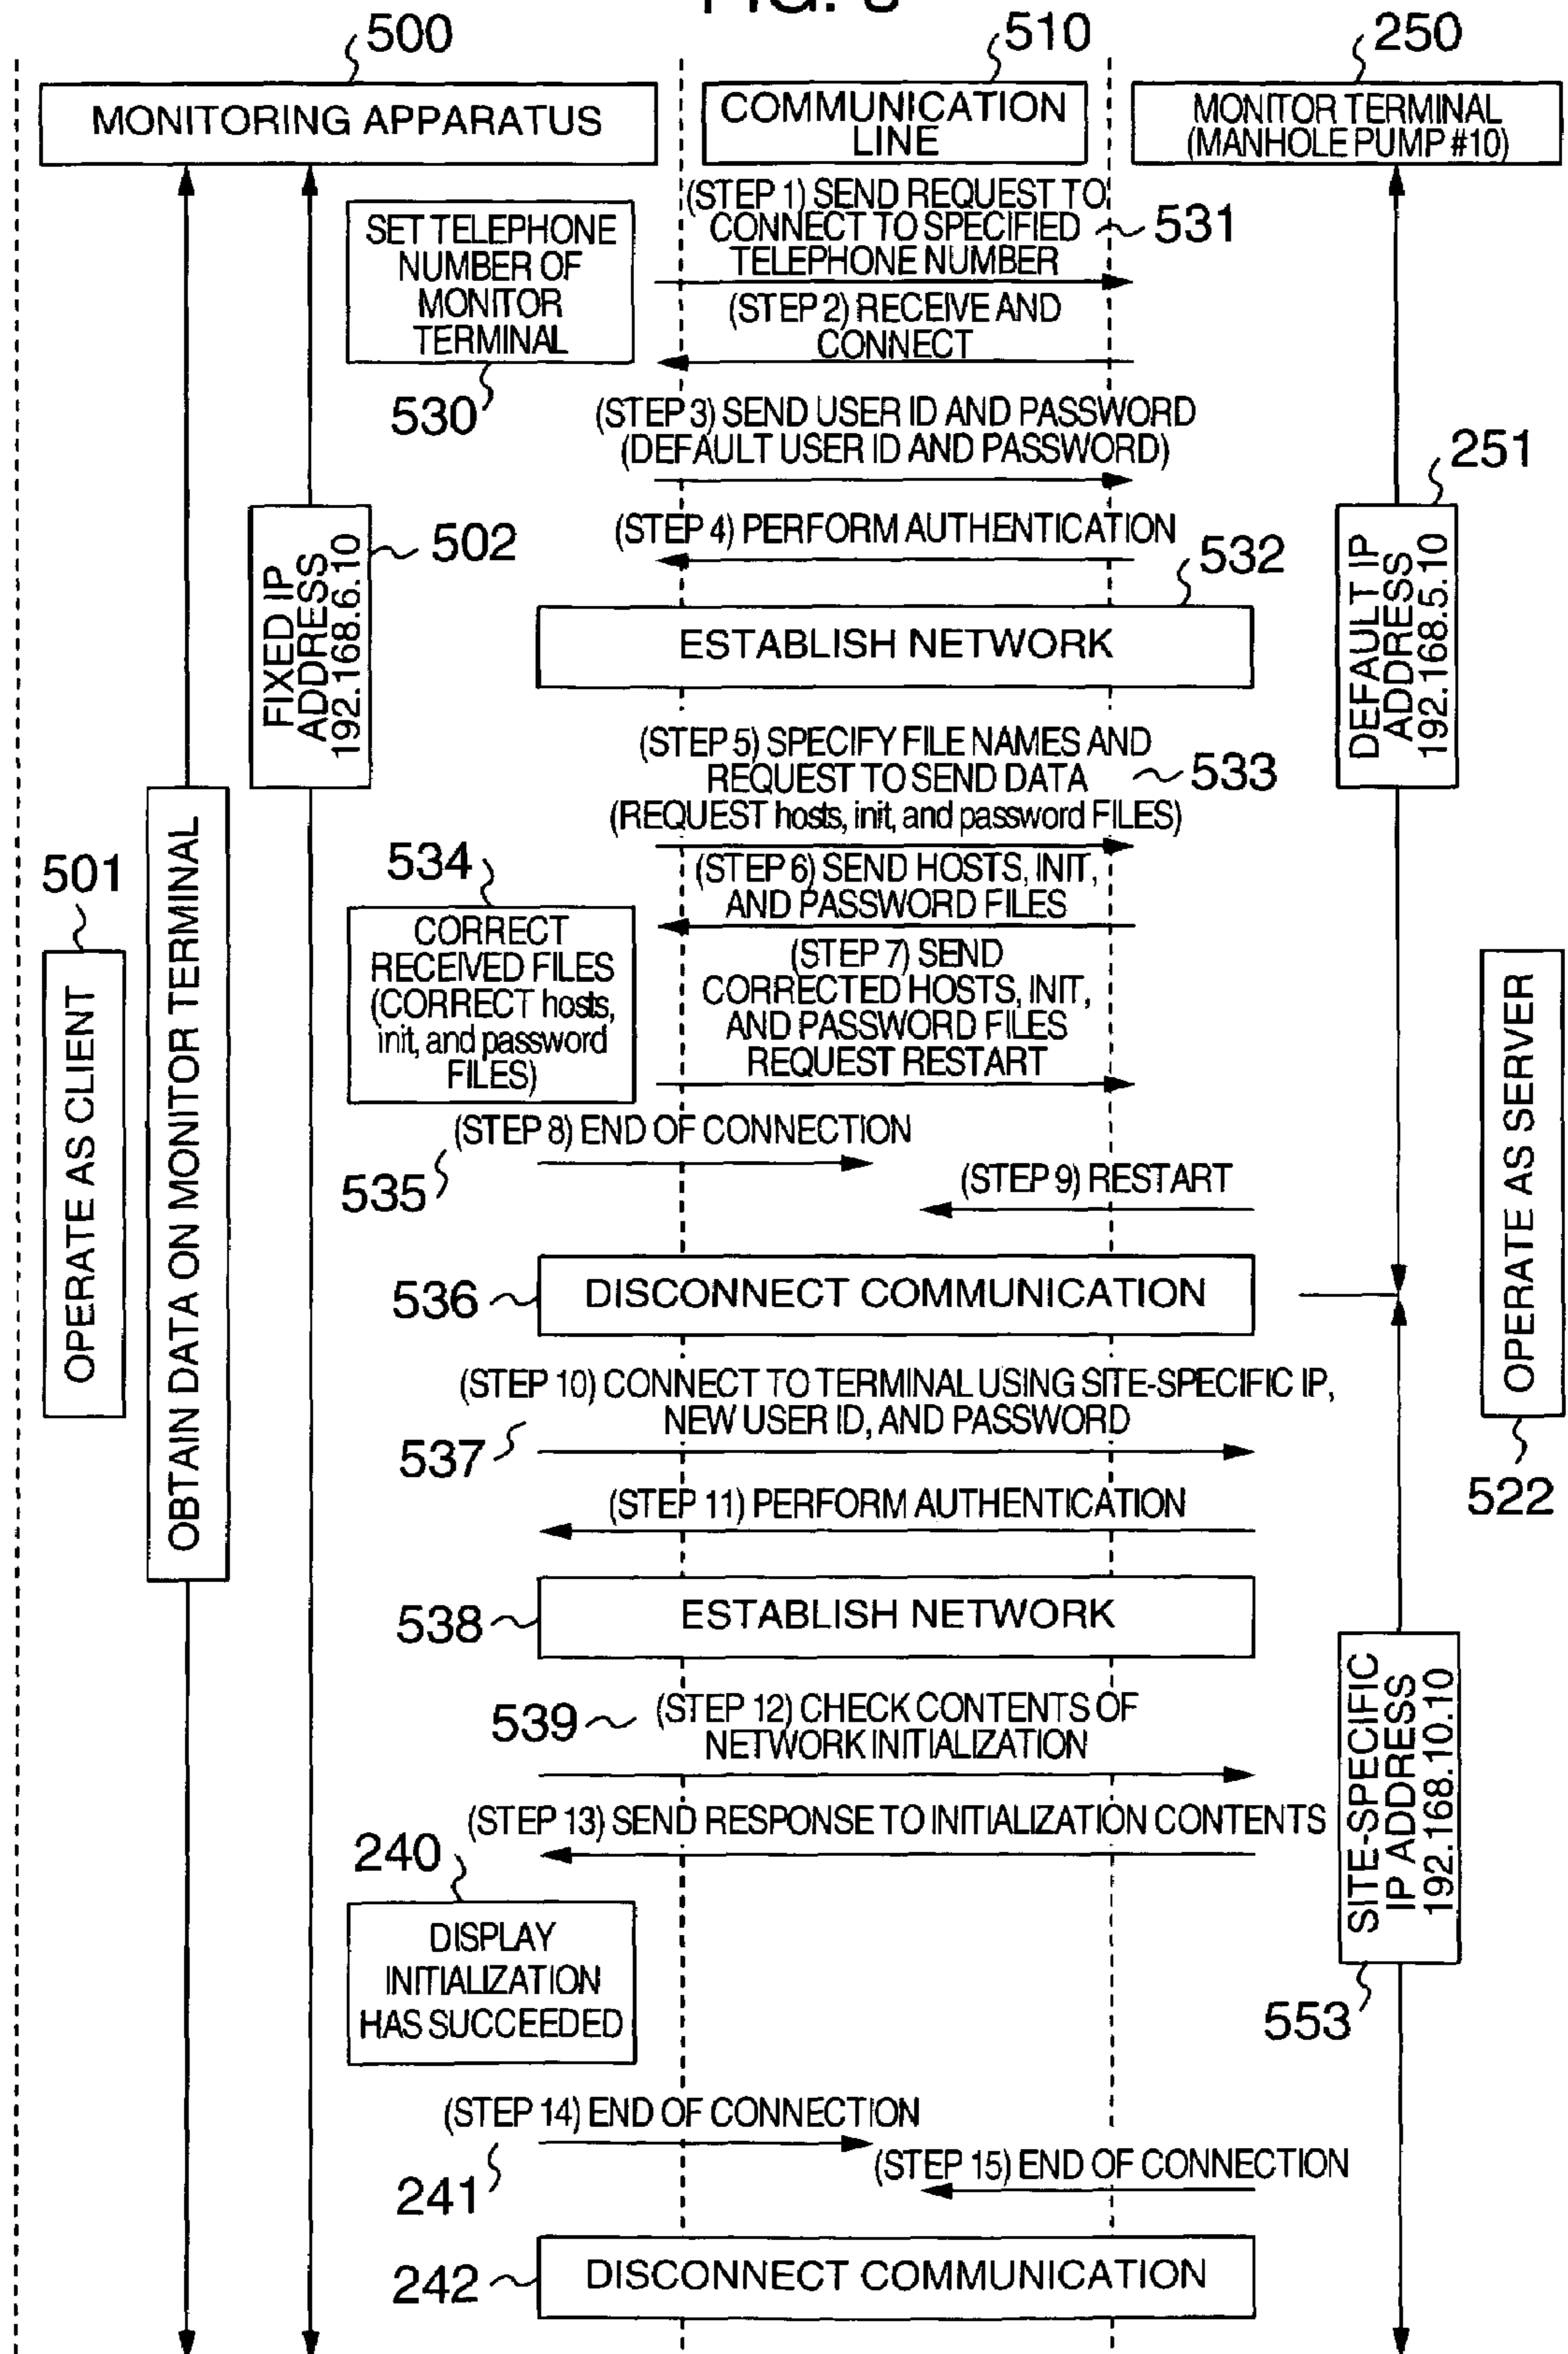 500
510
250
MONITORING APPARATUS
COMMUNICATION
LINE
MONITOR TERMINAL
(MANHOLE PUMP #10)
(STEP 1) SEND REQUEST TO
CONNECT TO SPECIFIED
TELEPHONE NUMBER
531
SET TELEPHONE
NUMBER OF
MONITOR
TERMINAL
530
(STEP 2) RECEIVE AND
CONNECT
(STEP 3) SEND USER ID AND PASSWORD
(DEFAULT USER ID AND PASSWORD)
251
(STEP 4) PERFORM AUTHENTICATION
502
FIXED IP
ADDRESS
192.168.6.10
532
DEFAULT IP
ADDRESS
192.168.5.10
ESTABLISH NETWORK
(STEP 5) SPECIFY FILE NAMES AND
REQUEST TO SEND DATA
(REQUEST hosts, init, and password FILES)
533
501
OPERATE AS CLIENT
OBTAIN DATA ON MONITOR TERMINAL
534
(STEP 6) SEND HOSTS, INIT,
AND PASSWORD FILES
CORRECT
RECEIVED FILES
(CORRECT hosts,
init, and password
FILES)
(STEP 7) SEND
CORRECTED HOSTS, INIT,
AND PASSWORD FILES
REQUEST RESTART
OPERATE AS SERVER
522
(STEP 8) END OF CONNECTION
535
(STEP 9) RESTART
536
DISCONNECT COMMUNICATION
(STEP 10) CONNECT TO TERMINAL USING SITE-SPECIFIC IP,
NEW USER ID, AND PASSWORD
537
(STEP 11) PERFORM AUTHENTICATION
538
ESTABLISH NETWORK
539
(STEP 12) CHECK CONTENTS OF
NETWORK INITIALIZATION
SITE-SPECIFIC
IP ADDRESS
192.168.10.10
553
(STEP 13) SEND RESPONSE TO INITIALIZATION CONTENTS
240
DISPLAY
INITIALIZATION
HAS SUCCEEDED
(STEP 14) END OF CONNECTION
241
(STEP 15) END OF CONNECTION
242
DISCONNECT COMMUNICATION